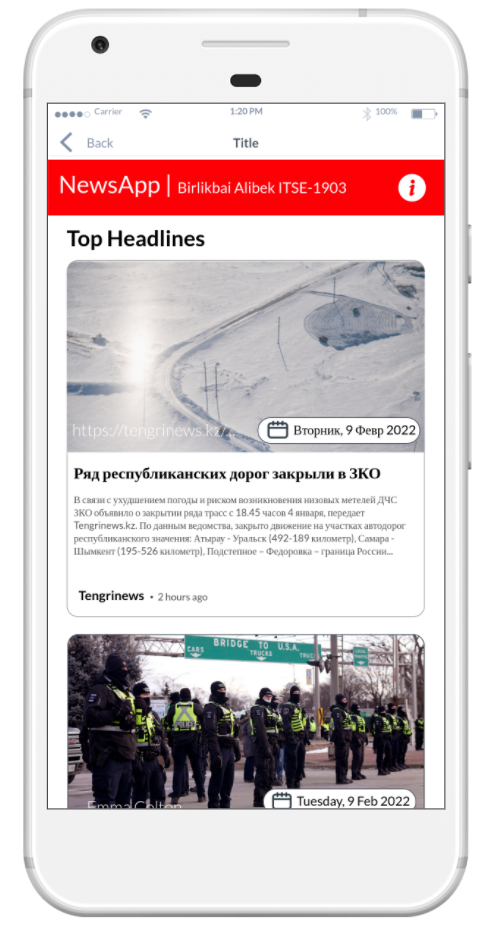 Carrier 1:20 PM 100%
Back Title
NewsApp | Birlikbai Alibek ITSE-1903 i
Top Headlines
https://tengrinews.kz/...
Вторник, 9 Февр 2022
Ряд республиканских дорог закрыли в ЗКО
В связи с ухудшением погоды и риском возникновения низовых метелей ДЧС
ЗКО объявило о закрытии ряда трасс с 18.45 часов 4 января, передает
Tengrinews.kz. По данным ведомства, закрыто движение на участках автодорог
республиканского значения: Атырау - Уральск (492-189 километр), Самара -
Шымкент (195-526 километр), Подстепное – Федоровка – граница России...
Tengrinews • 2 hours ago
BRIDGE TO U.S.A.
CARS TRUCKS
Emma Colton
Tuesday, 9 Feb 2022